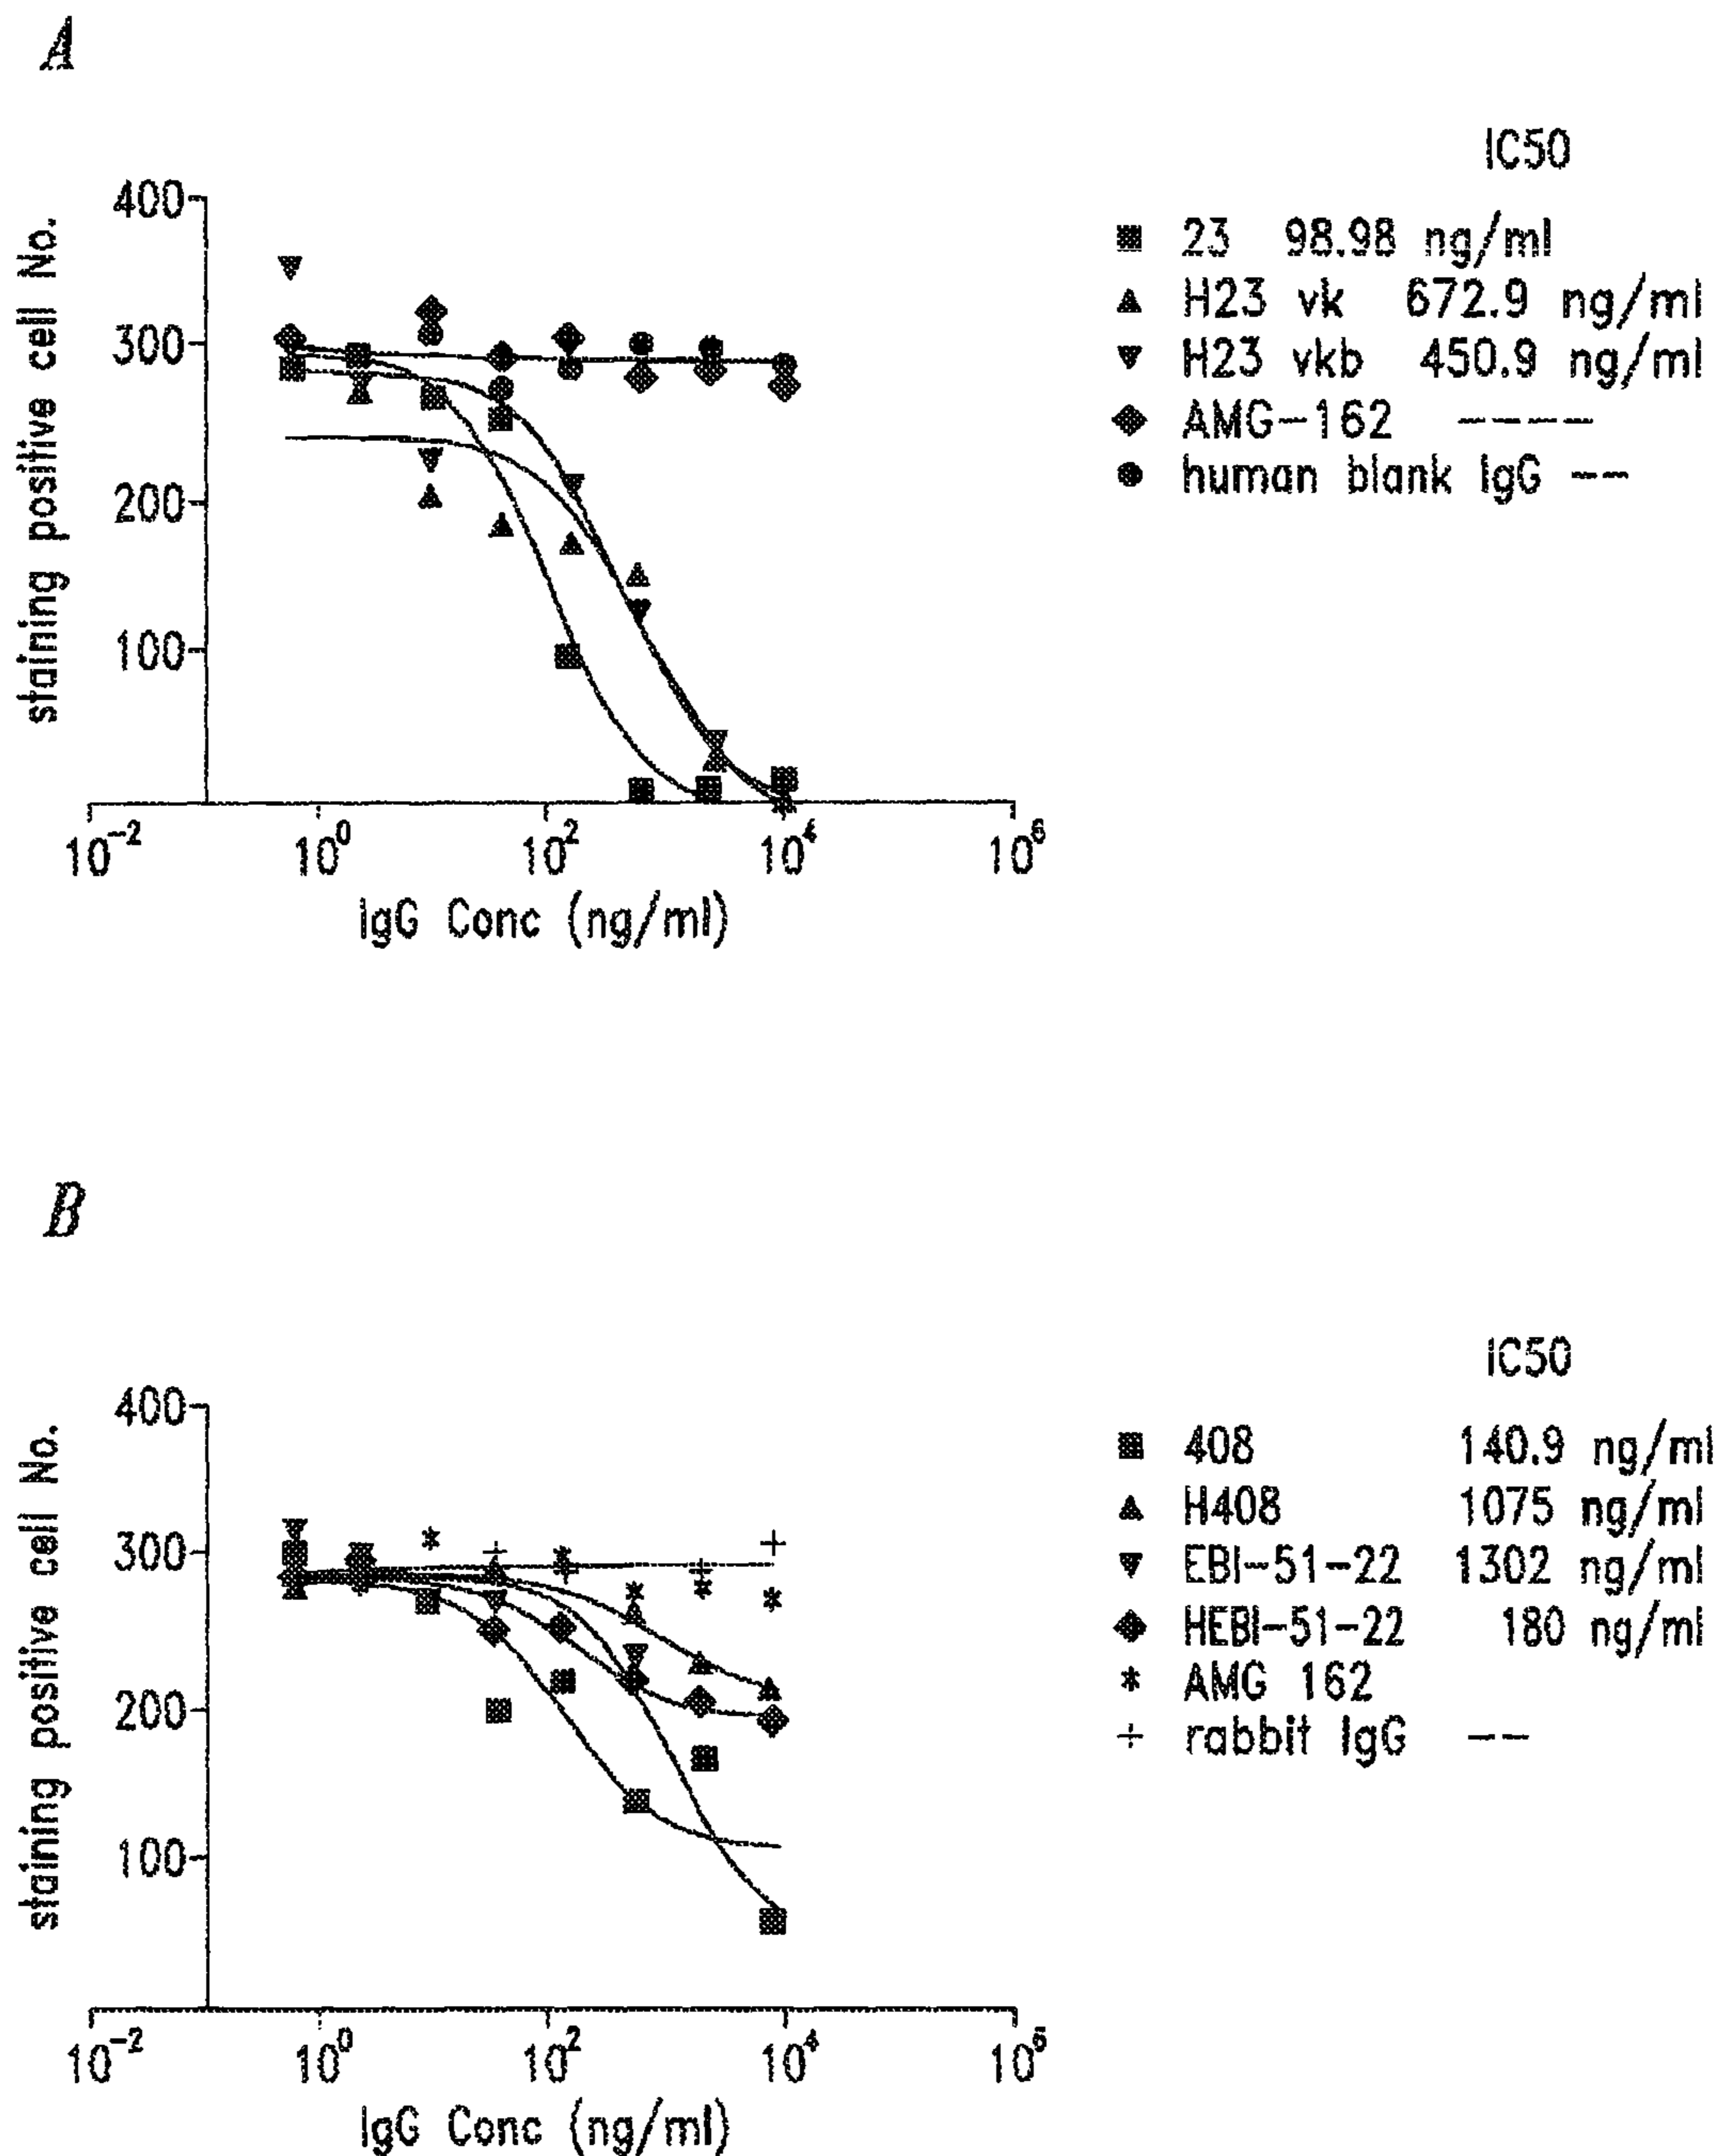 A
IC50
400
300
200
100
staining positive cell No.
23 98.98 ng/ml
H23 vk 672.9 ng/ml
H23 vkb 450.9 ng/ml
AMG-162 -----
human blank IgG --
10^-2 10^0 10^2 10^4 10^6
IgG Conc (ng/ml)
B
IC50
400
300
200
100
staining positive cell No.
408 140.9 ng/ml
H408 1075 ng/ml
EBI-51-22 1302 ng/ml
HEBI-51-22 180 ng/ml
AMG 162
rabbit IgG --
10^-2 10^0 10^2 10^4 10^6
IgG Conc (ng/ml)